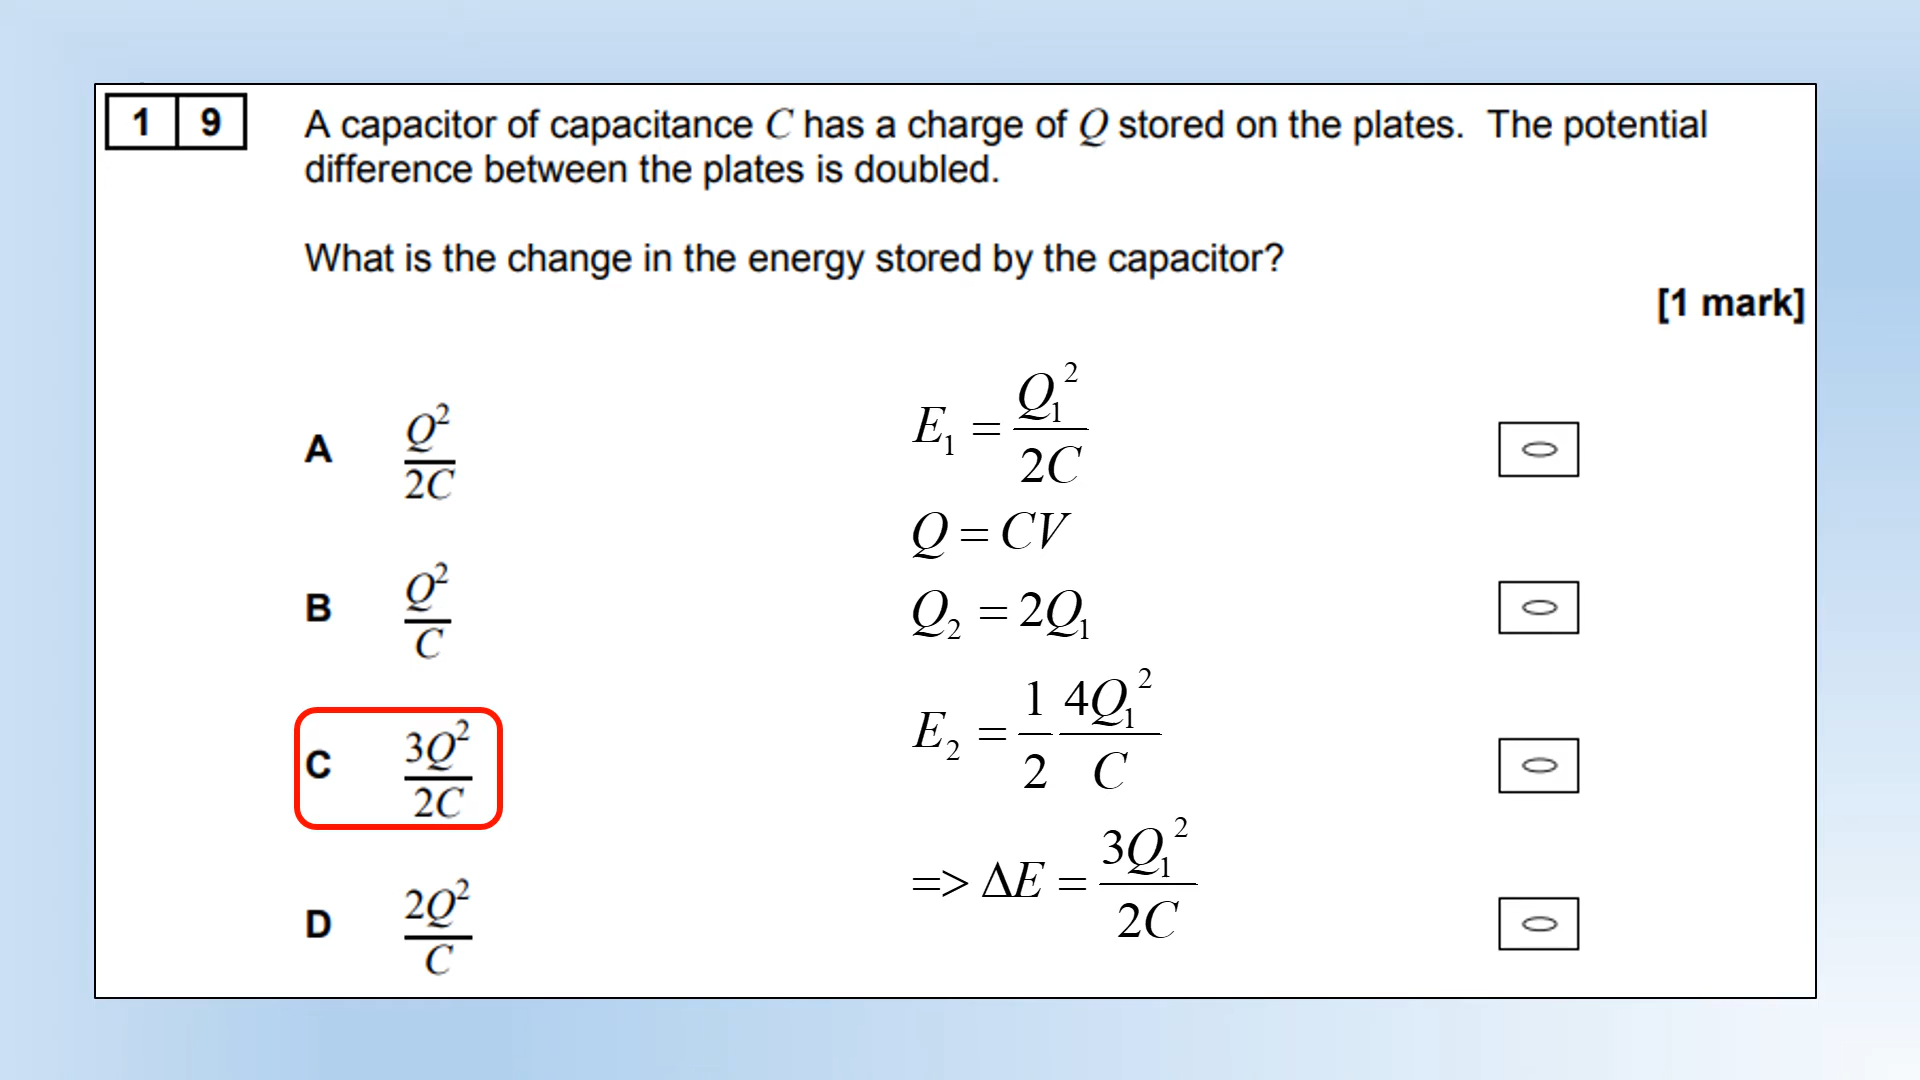 19 A capacitor of capacitance C has a charge of Q stored on the plates. The potential
difference between the plates is doubled.
What is the change in the energy stored by the capacitor?
[1 mark]
A Q²/2C
B Q²/C
C 3Q²/2C
D 2Q²/C
E₁ = Q₁²/2C
Q = CV
Q₂ = 2Q₁
E₂ = 1/2 4Q₁²/C
=> ΔE = 3Q₁²/2C